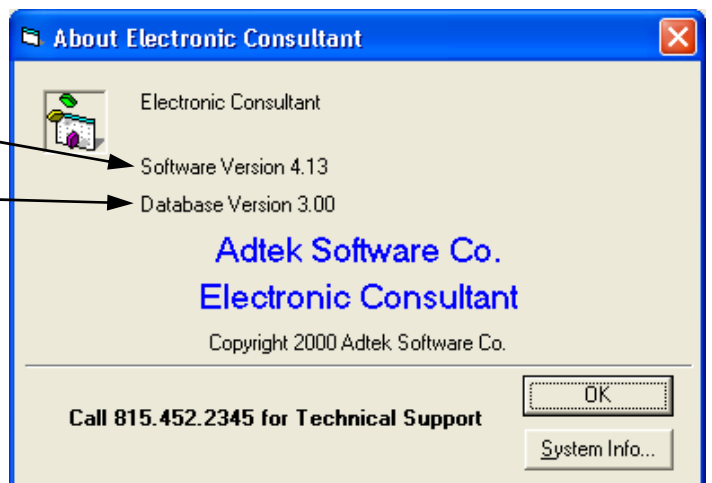 About Electronic Consultant
Electronic Consultant
Software Version 4.13
Database Version 3.00
Adtek Software Co.
Electronic Consultant
Copyright 2000 Adtek Software Co.
Call 815.452.2345 for Technical Support
OK
System Info...